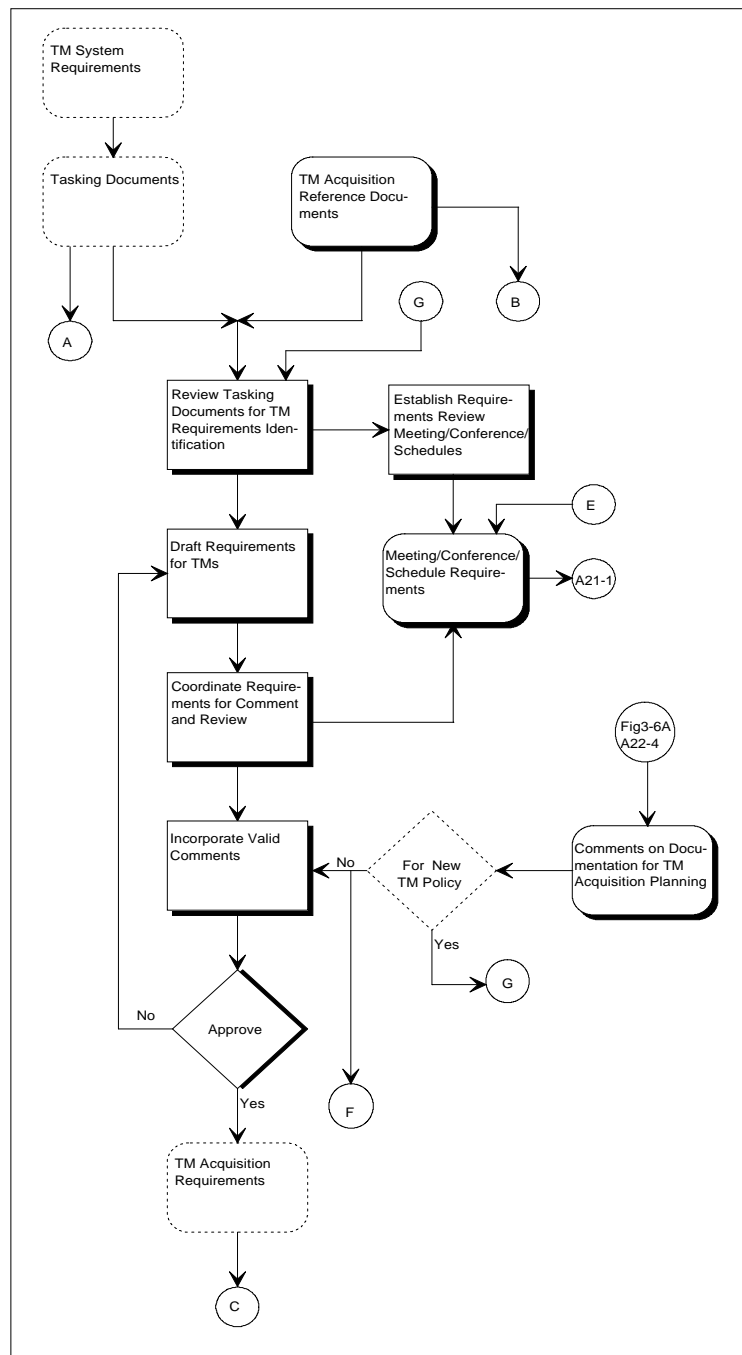 TM System
Requirements
Tasking Documents
TM Acquisition
Reference Docu-
ments
A
G
B
Review Tasking
Documents for TM
Requirements Iden-
tification
Establish Require-
ments Review
Meeting/Conference/
Schedules
E
Draft Requirements
for TMs
Meeting/Conference/
Schedule Require-
ments
A21-1
Coordinate Require-
ments for Comment
and Review
Fig3-6A
A22-4
Incorporate Valid
Comments
No
For New
TM Policy
Comments on Docu-
mentation for TM
Acquisition Planning
Yes
G
No
Approve
F
Yes
TM Acquisition
Requirements
C